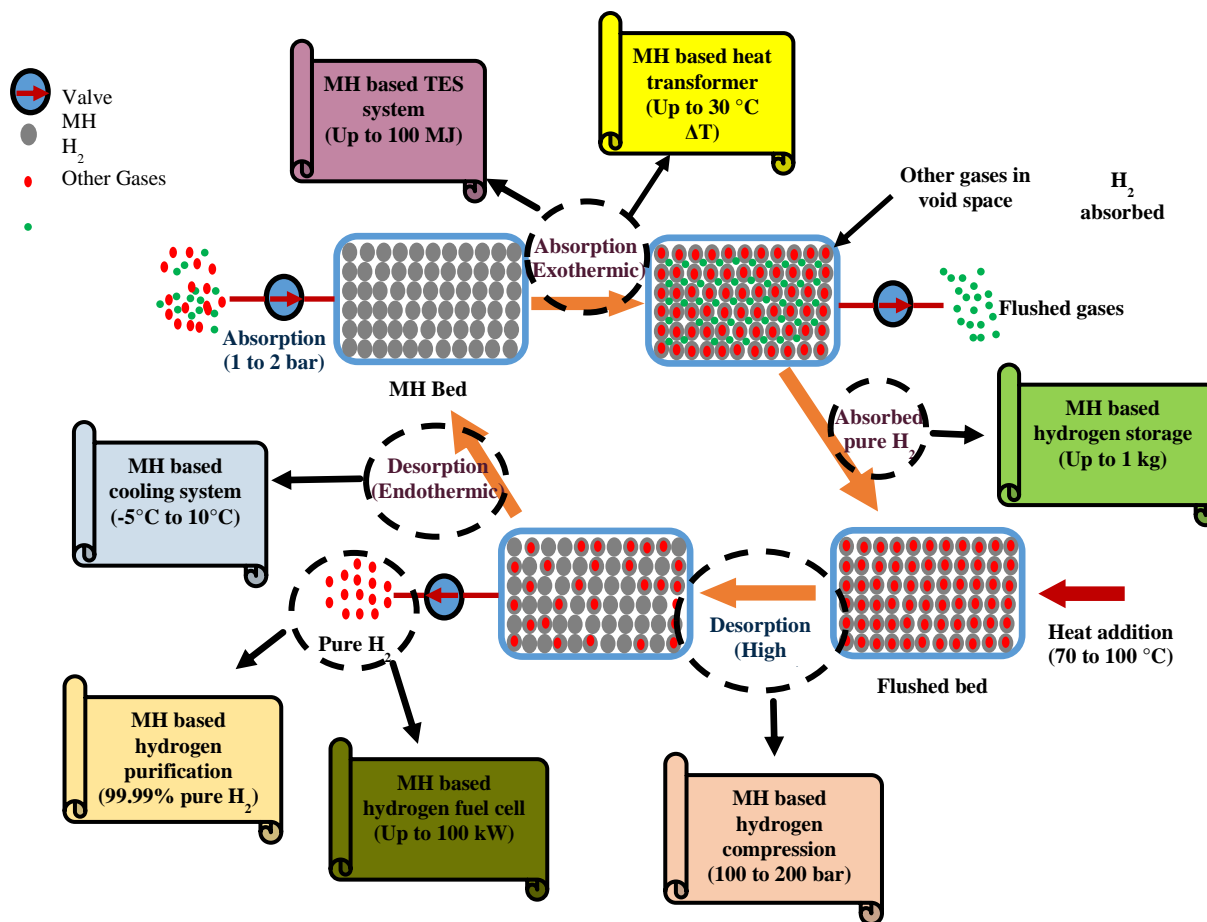 Valve
MH
H2
Other Gases
MH based TES
system
(Up to 100 MJ)
MH based heat
transformer
(Up to 30 °C
ΔT)
Other gases in
void space
H2
absorbed
Absorption
(Exothermic)
Absorption
(1 to 2 bar)
MH Bed
Flushed gases
Absorbed
pure H2
MH based
hydrogen storage
(Up to 1 kg)
Desorption
(Endothermic)
MH based
cooling system
(-5°C to 10°C)
Pure H2
Desorption
(High
Heat addition
(70 to 100 °C)
Flushed bed
MH based
hydrogen
purification
(99.99% pure H2)
MH based
hydrogen fuel cell
(Up to 100 kW)
MH based
hydrogen
compression
(100 to 200 bar)